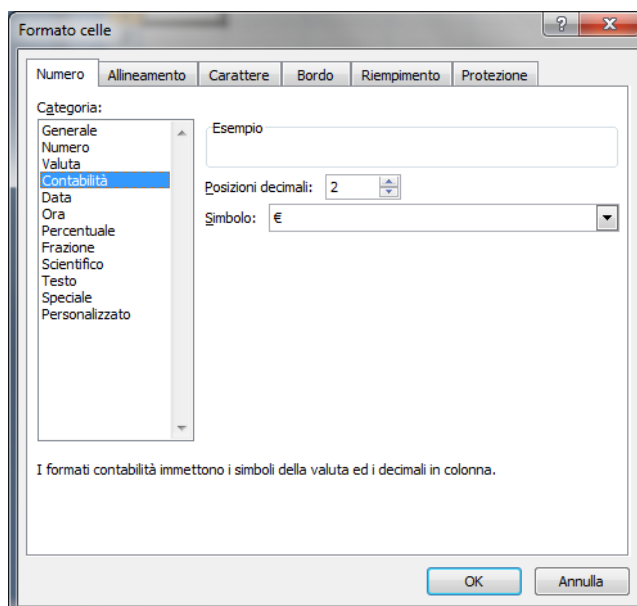 Formato celle
Numero Allineamento Carattere Bordo Riempimento Protezione
Categoria:
Generale
Numero
Valuta
Contabilità
Data
Ora
Percentuale
Frazione
Scientifico
Testo
Speciale
Personalizzato
Esempio
Posizioni decimali: 2
Simbolo: €
I formati contabilità immettono i simboli della valuta ed i decimali in colonna.
OK Annulla